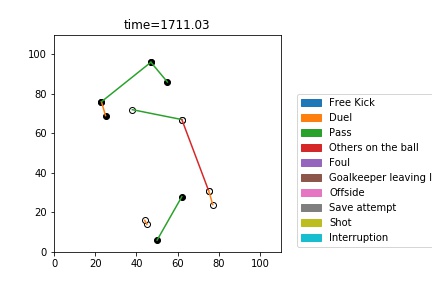 time=1711.03
100
80
60
40
20
0
0 20 40 60 80 100
Free Kick
Duel
Pass
Others on the ball
Foul
Goalkeeper leaving l
Offside
Save attempt
Shot
Interruption